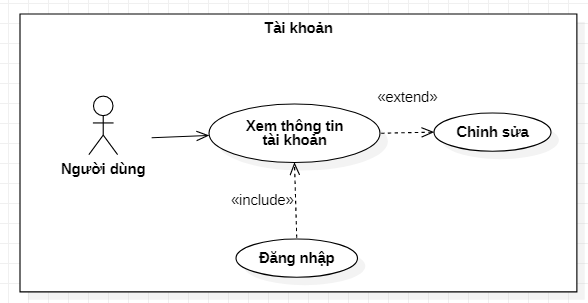 Tài khoản
«extend»
Xem thông tin
tài khoản
Chỉnh sửa
Người dùng
«include»
Đăng nhập